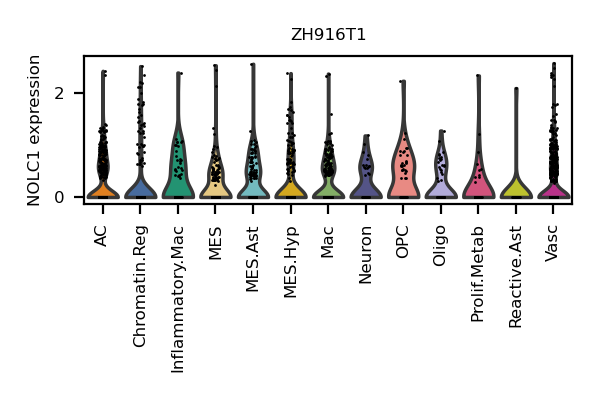 ZH916T1
NOLC1 expression
2
0
AC
Chromatin.Reg
Inflammatory.Mac
MES
MES.Ast
MES.Hyp
Mac
Neuron
OPC
Oligo
Prolif.Metab
Reactive.Ast
Vasc